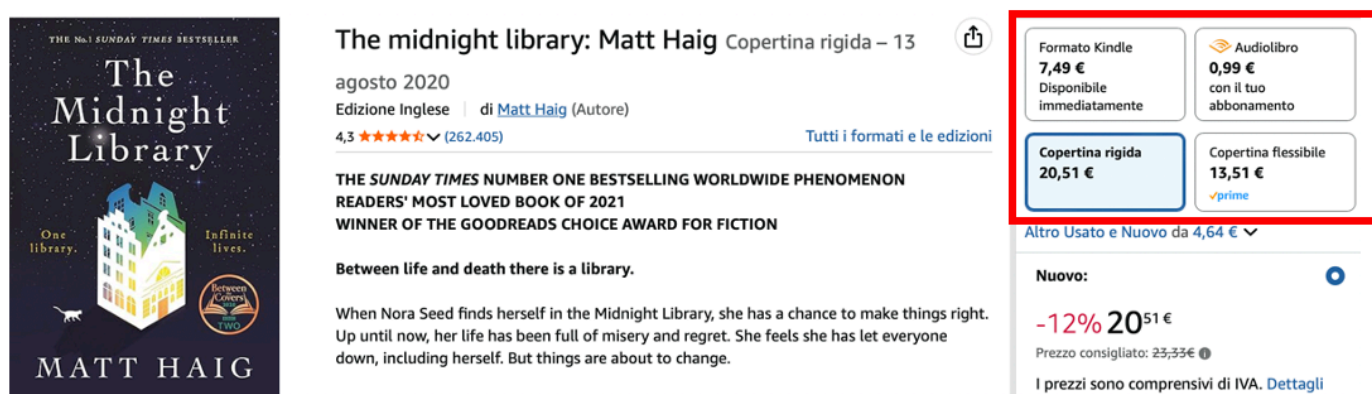 THE No.1 SUNDAY TIMES BESTSELLER
The
Midnight
Library
One
library.
Infinite
lives.
Between
the
Covers
TWO
MATT HAIG
The midnight library: Matt Haig Copertina rigida – 13
agosto 2020
Edizione Inglese | di Matt Haig (Autore)
4,3 (262.405)
Tutti i formati e le edizioni
THE SUNDAY TIMES NUMBER ONE BESTSELLING WORLDWIDE PHENOMENON
READERS' MOST LOVED BOOK OF 2021
WINNER OF THE GOODREADS CHOICE AWARD FOR FICTION
Between life and death there is a library.
When Nora Seed finds herself in the Midnight Library, she has a chance to make things right.
Up until now, her life has been full of misery and regret. She feels she has let everyone
down, including herself. But things are about to change.
Formato Kindle
7,49 €
Disponibile
immediatamente
Audiolibro
0,99 €
con il tuo
abbonamento
Copertina rigida
20,51 €
Copertina flessibile
13,51 €
prime
Altro Usato e Nuovo da 4,64 €
Nuovo:
-12% 20 51 €
Prezzo consigliato: 23,33€
I prezzi sono comprensivi di IVA. Dettagli